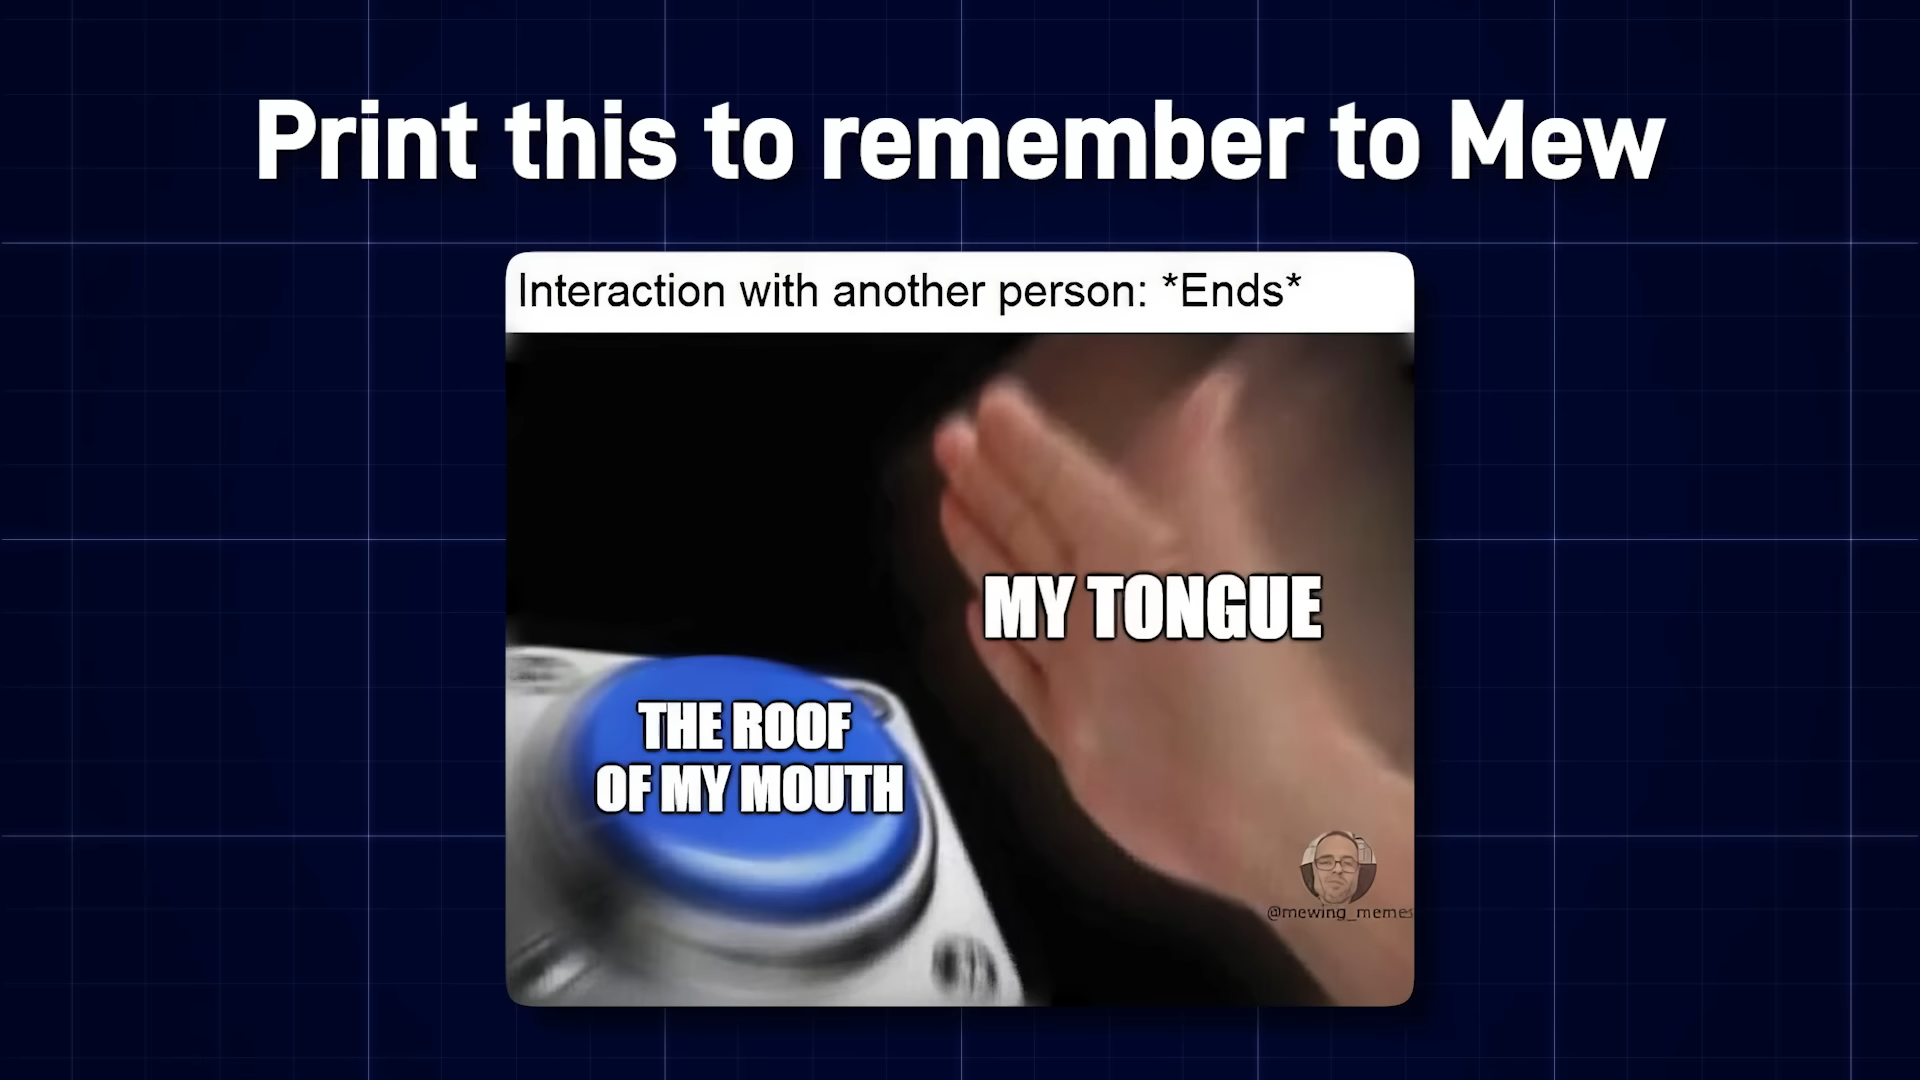 Print this to remember to Mew
Interaction with another person: *Ends*
MY TONGUE
THE ROOF
OF MY MOUTH
@mewing_memes